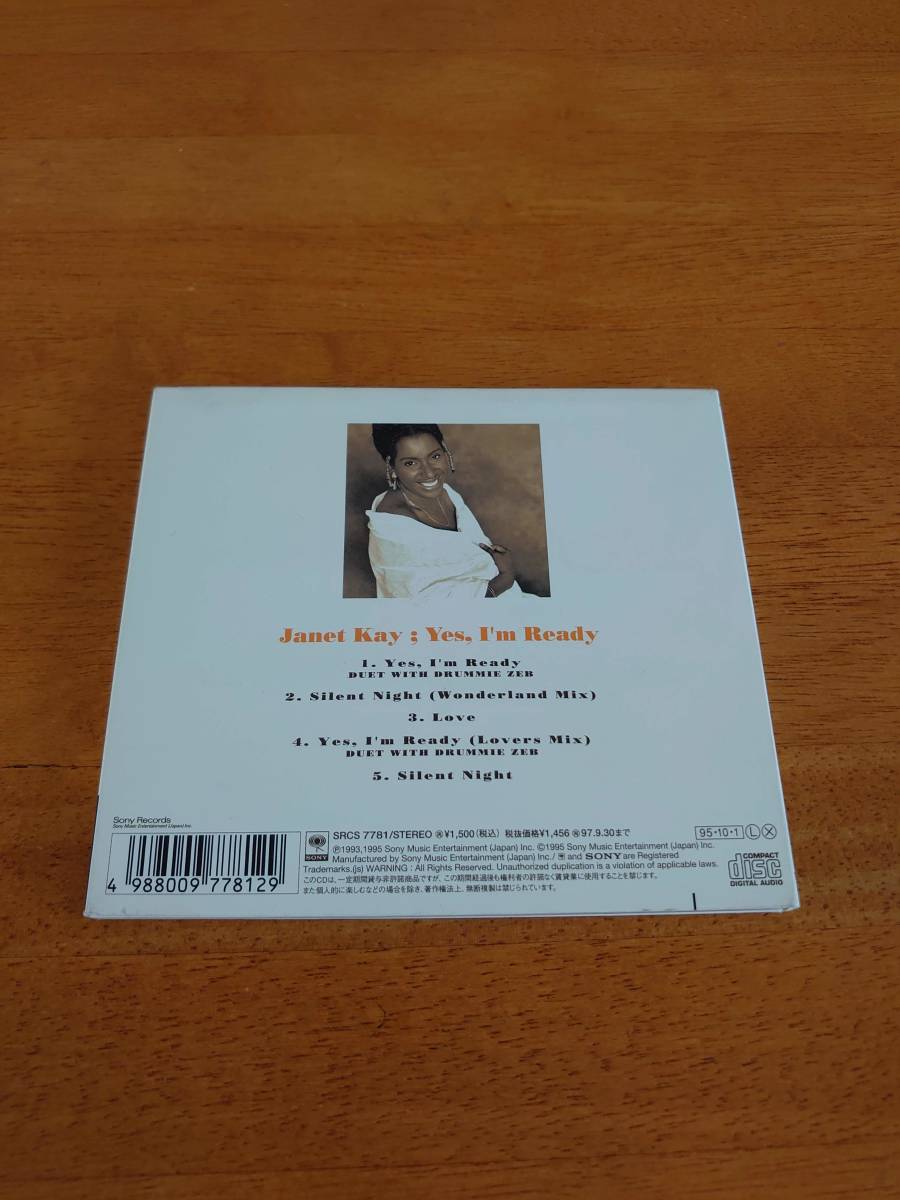 Janet Kay ; Yes, I'm Ready
1. Yes, I'm Ready
DUET WITH DRUMMIE ZEB
2. Silent Night (Wonderland Mix)
3. Love
4. Yes, I'm Ready (Lovers Mix)
DUET WITH DRUMMIE ZEB
5. Silent Night
Sony Records
Sony Music Entertainment (Japan) Inc.
4 988009 778129
SONY
SRCS 7781/STEREO ¥1,500(税込) 税抜価格¥1,456 97.9.30まで
95・10・1 L X
Ⓟ1993,1995 Sony Music Entertainment (Japan) Inc. ©1995 Sony Music Entertainment (Japan) Inc.
Manufactured by Sony Music Entertainment (Japan) Inc./ and SONY are Registered
Trademarks.(js) WARNING : All Rights Reserved. Unauthorized duplication is a violation of applicable laws.
このCDは、一定期間貸与非許諾商品ですが、この期間経過後も権利者の許諾なく賃貸業に使用することを禁じます。
また個人的に楽しむなどの場合を除き、著作権法上、無断複製は禁じられています。
COMPACT
disc
DIGITAL AUDIO